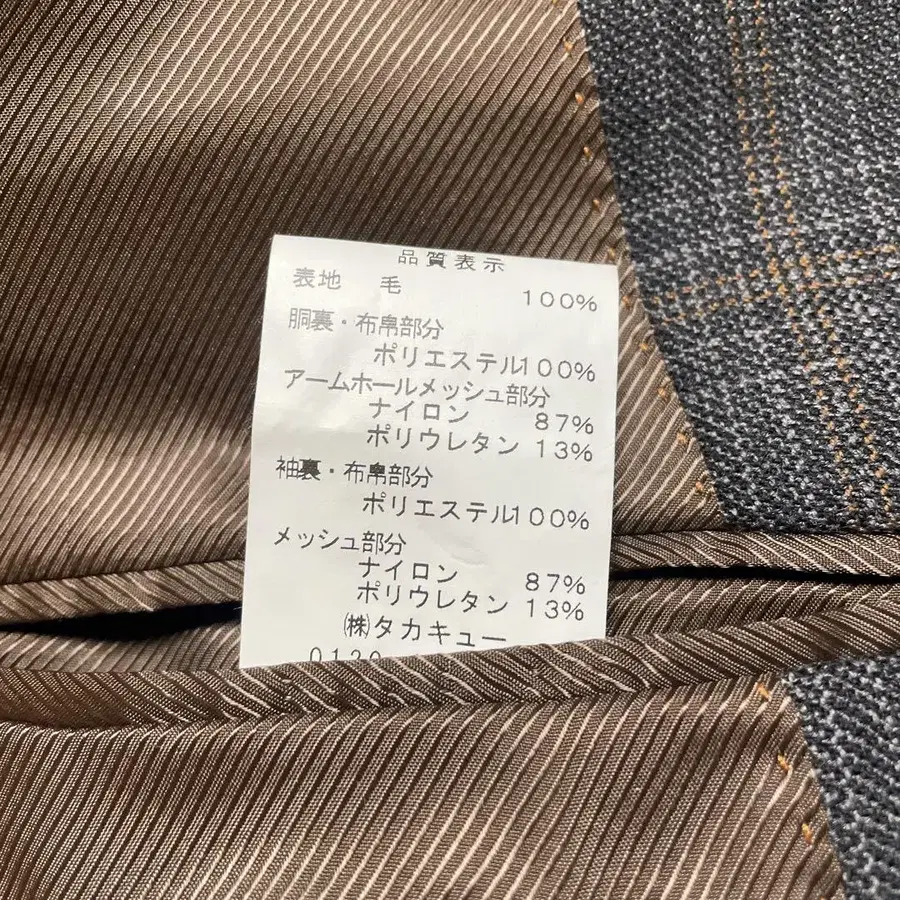 品質表示
表地　毛　100%
胴裏・布帛部分
ポリエステル100%
アームホールメッシュ部分
ナイロン　87%
ポリウレタン 13%
袖裏・布帛部分
ポリエステル100%
メッシュ部分
ナイロン　87%
ポリウレタン 13%
㈱タカキュー
0120